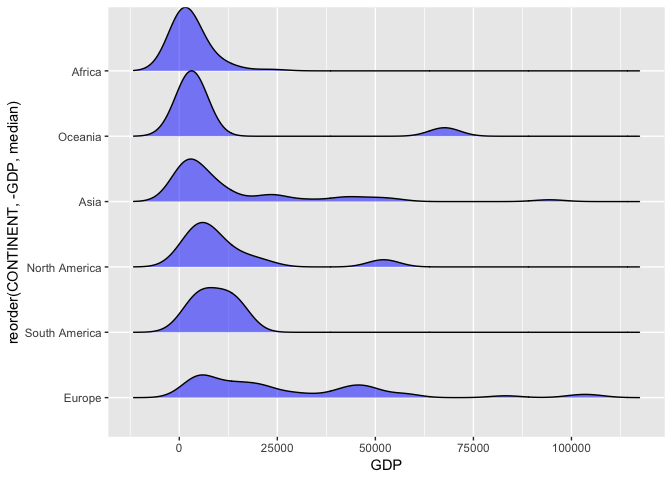 reorder(CONTINENT, -GDP, median)
Africa
Oceania
Asia
North America
South America
Europe
0 25000 50000 75000 100000
GDP